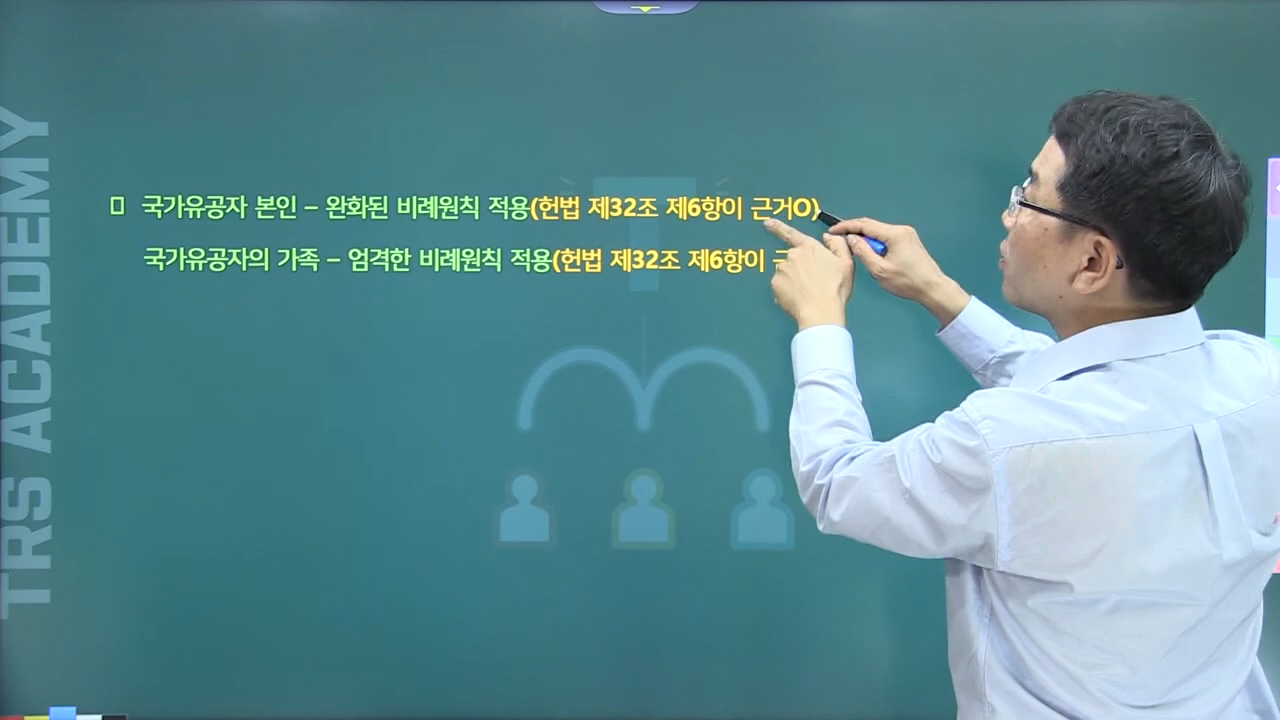 국가유공자 본인 – 완화된 비례원칙 적용(헌법 제32조 제6항이 근거O)
국가유공자의 가족 – 엄격한 비례원칙 적용(헌법 제32조 제6항이
TRS ACADEMY